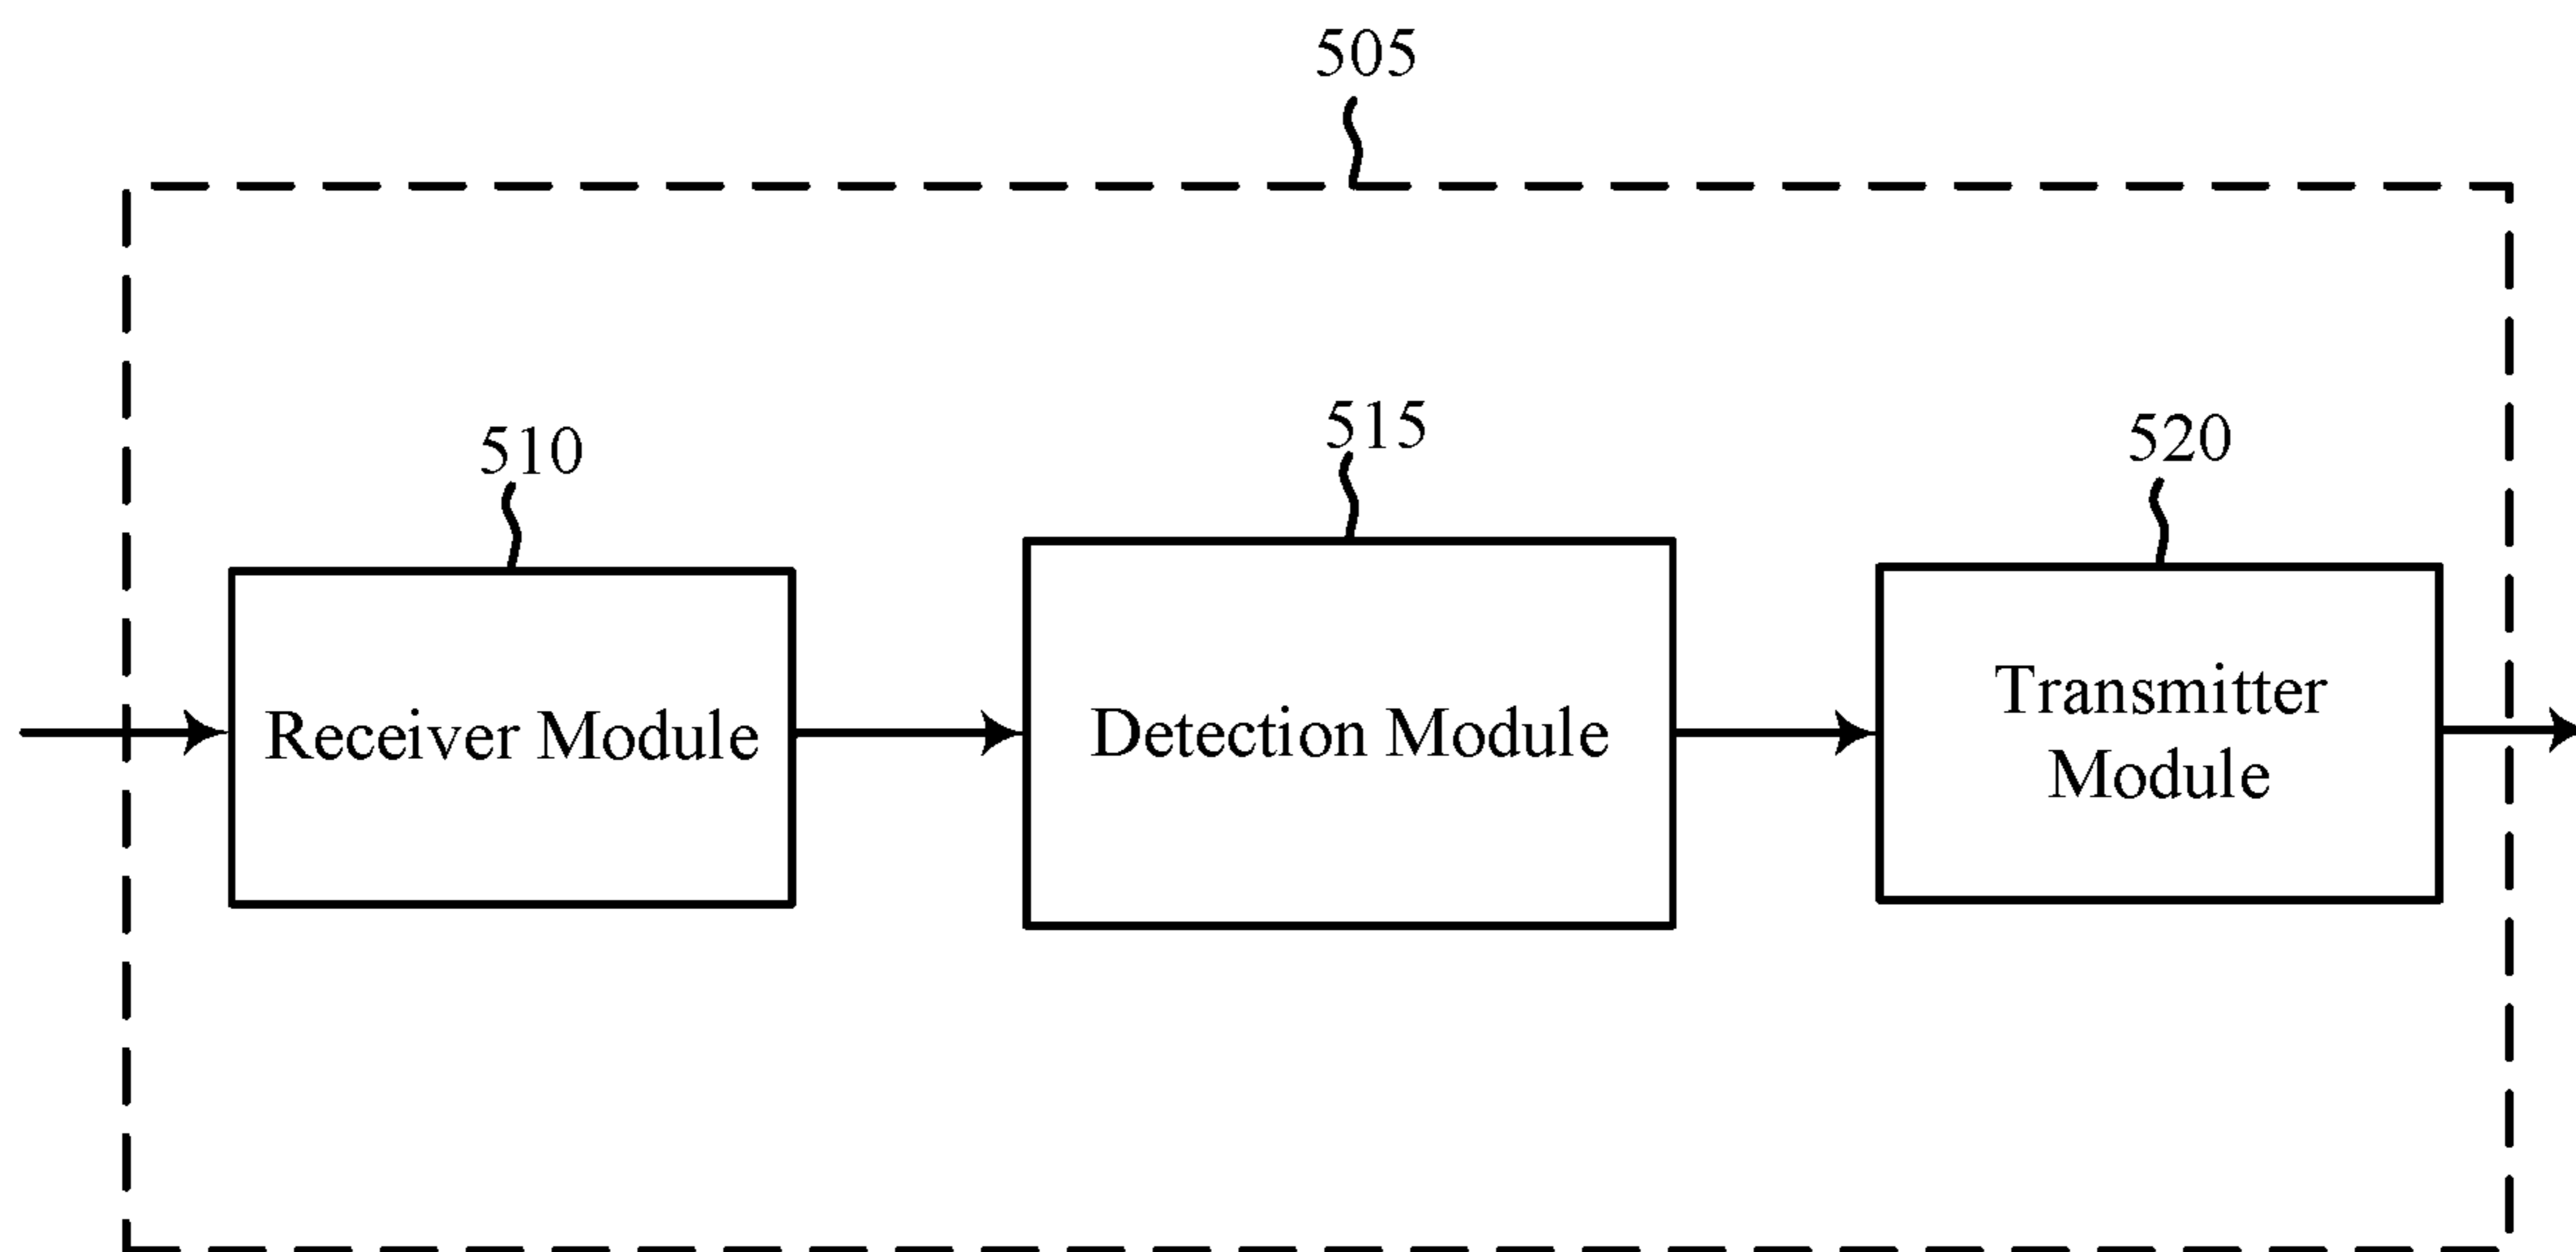 505
510
515
520
Receiver Module
Detection Module
Transmitter
Module